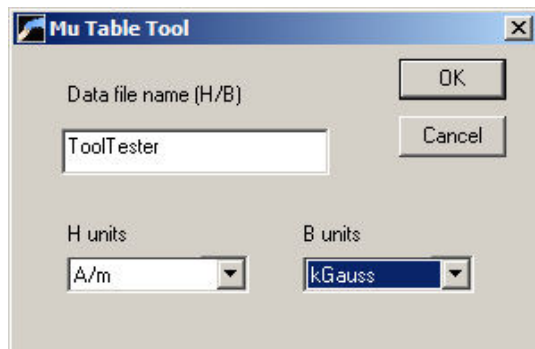 Mu Table Tool
Data file name (H/B)
OK
ToolTester
Cancel
H units
B units
A/m
kGauss